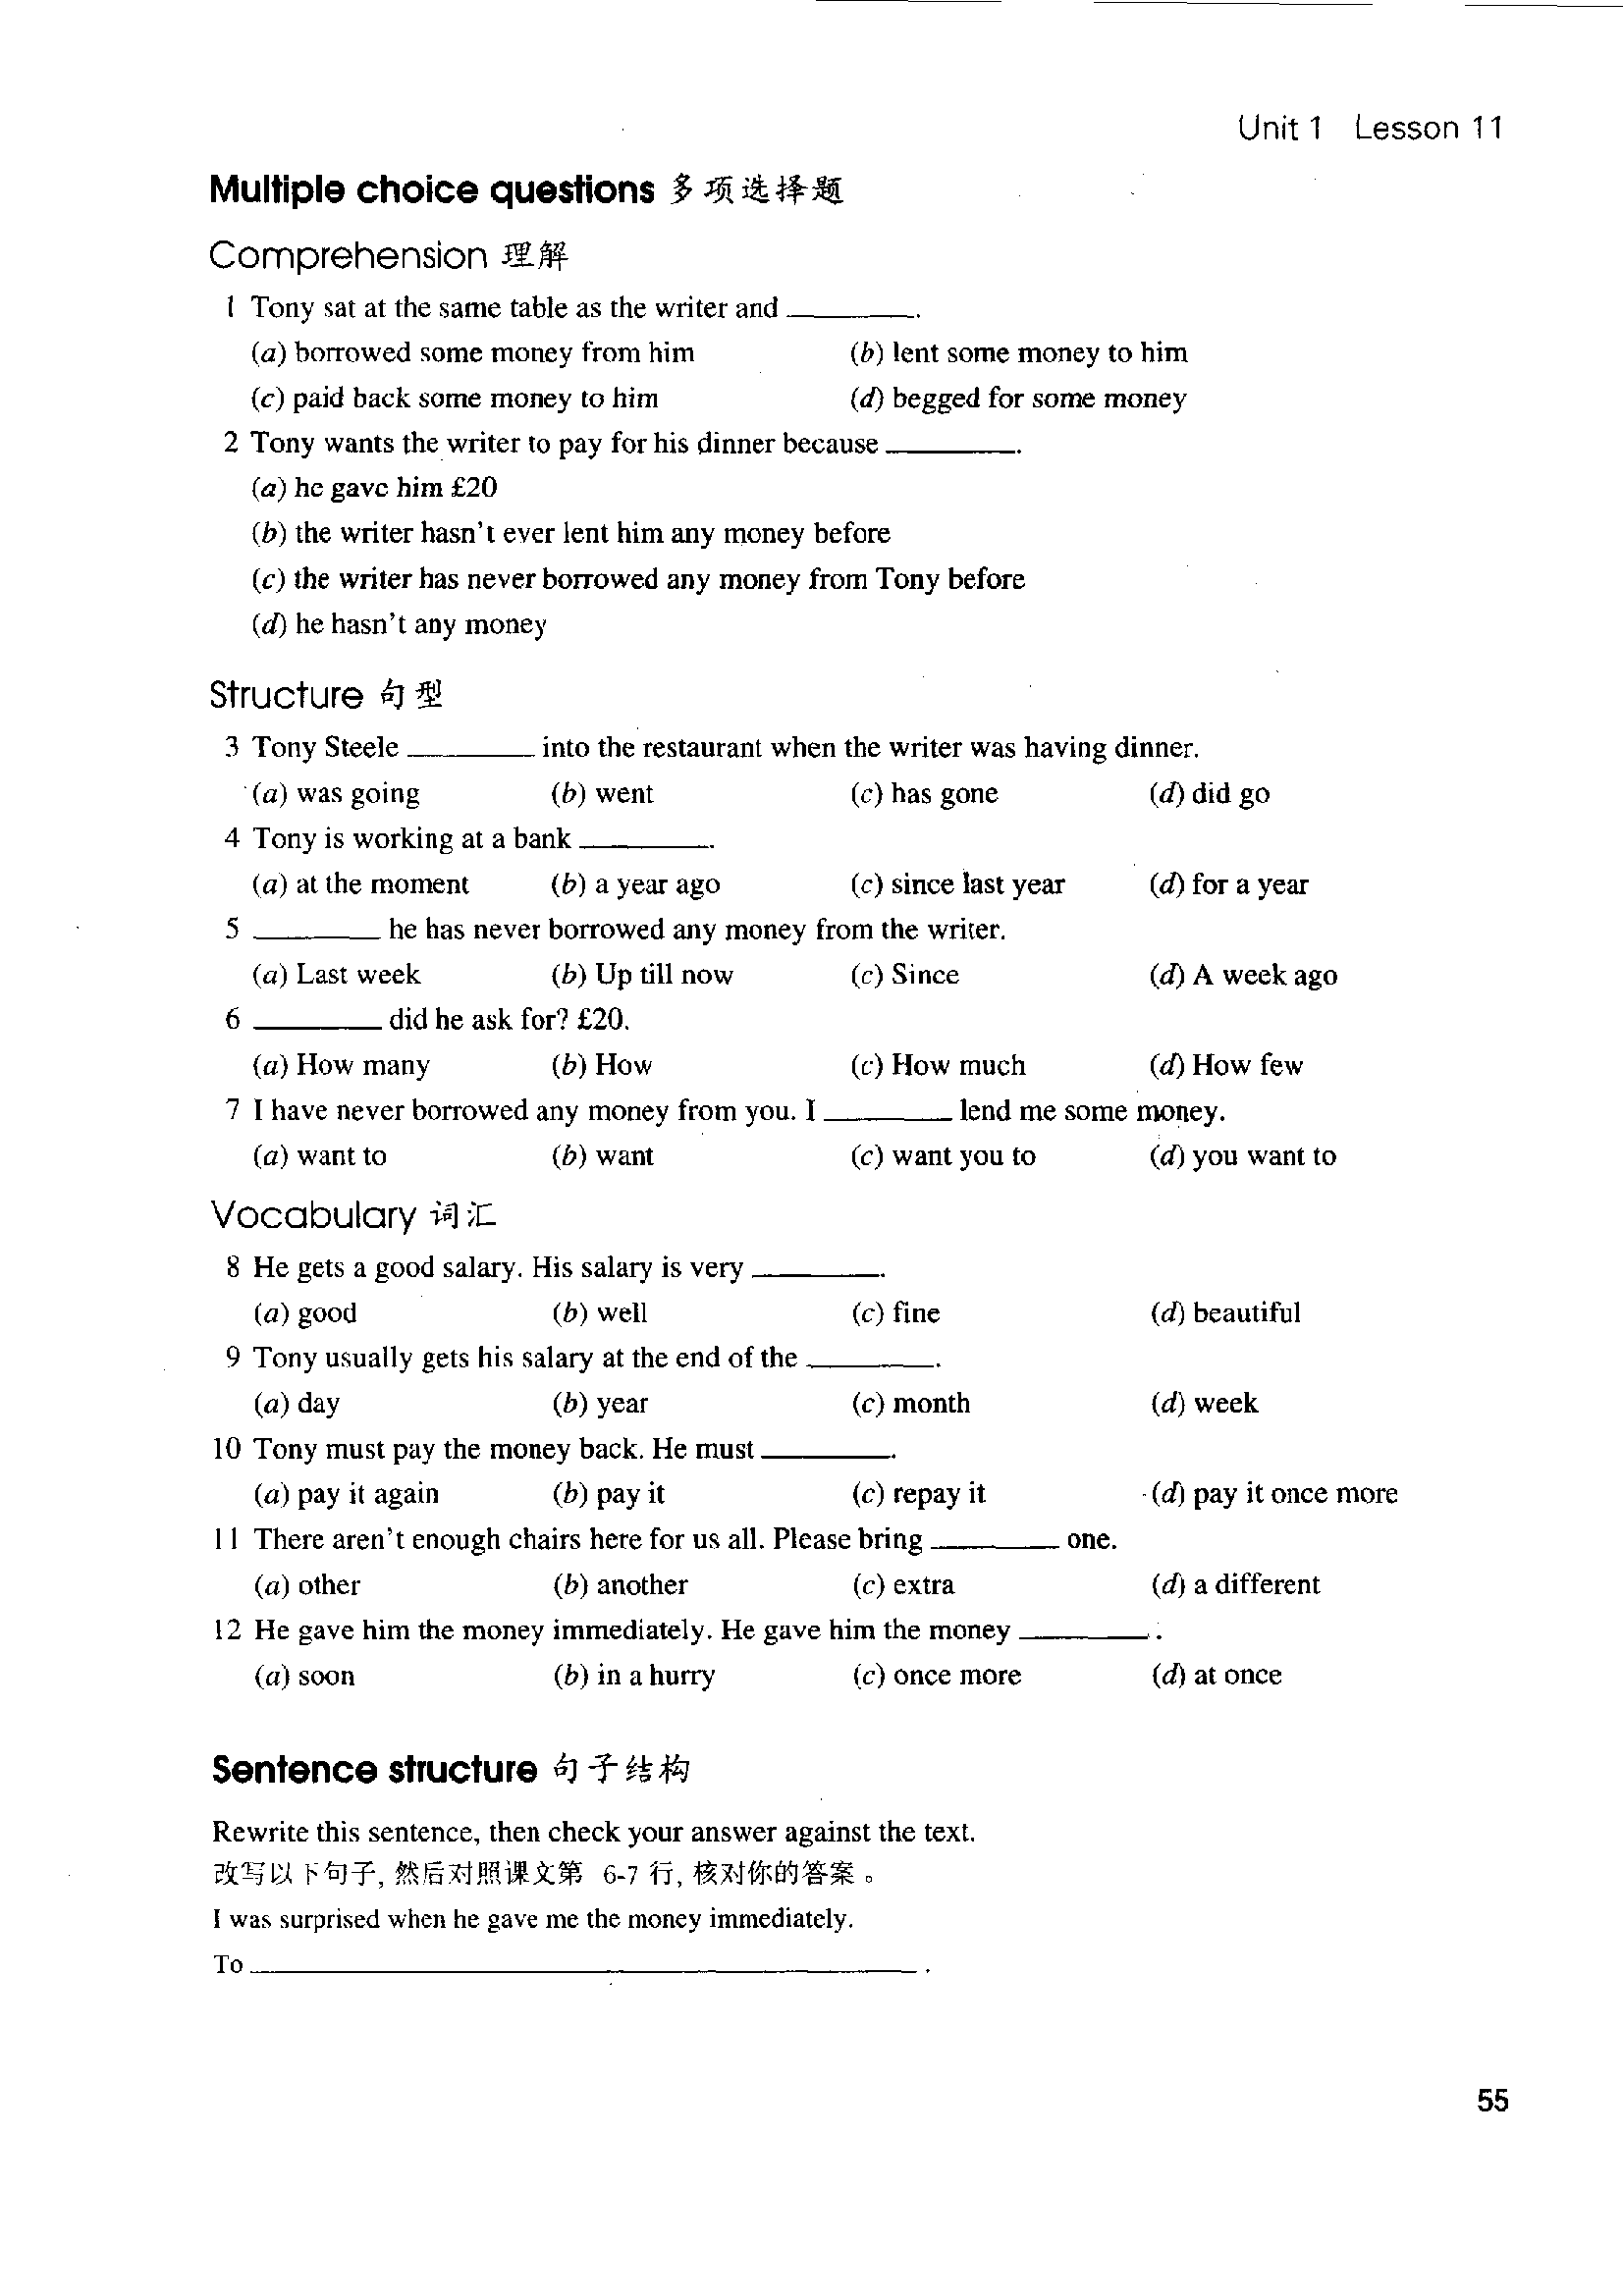 Unit 1 Lesson 11
Multiple choice questions 多项选择题
Comprehension 理解
1 Tony sat at the same table as the writer and ________.
(a) borrowed some money from him (b) lent some money to him
(c) paid back some money to him (d) begged for some money
2 Tony wants the writer to pay for his dinner because ________.
(a) he gave him £20
(b) the writer hasn't ever lent him any money before
(c) the writer has never borrowed any money from Tony before
(d) he hasn't any money
Structure 句型
3 Tony Steele ________ into the restaurant when the writer was having dinner.
(a) was going (b) went (c) has gone (d) did go
4 Tony is working at a bank ________.
(a) at the moment (b) a year ago (c) since last year (d) for a year
5 ________ he has never borrowed any money from the writer.
(a) Last week (b) Up till now (c) Since (d) A week ago
6 ________ did he ask for? £20.
(a) How many (b) How (c) How much (d) How few
7 I have never borrowed any money from you. I ________ lend me some money.
(a) want to (b) want (c) want you to (d) you want to
Vocabulary 词汇
8 He gets a good salary. His salary is very ________.
(a) good (b) well (c) fine (d) beautiful
9 Tony usually gets his salary at the end of the ________.
(a) day (b) year (c) month (d) week
10 Tony must pay the money back. He must ________.
(a) pay it again (b) pay it (c) repay it (d) pay it once more
11 There aren't enough chairs here for us all. Please bring ________ one.
(a) other (b) another (c) extra (d) a different
12 He gave him the money immediately. He gave him the money ________.
(a) soon (b) in a hurry (c) once more (d) at once
Sentence structure 句子结构
Rewrite this sentence, then check your answer against the text.
改写以下句子, 然后对照课文第 6-7 行, 核对你的答案。
I was surprised when he gave me the money immediately.
To ________.
55